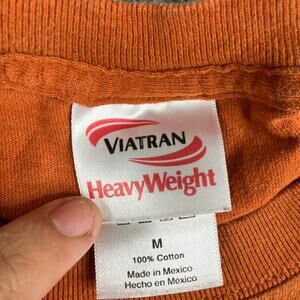 VIATRAN
HeavyWeight
M
100% Cotton
Made in Mexico
Hecho en Mexico